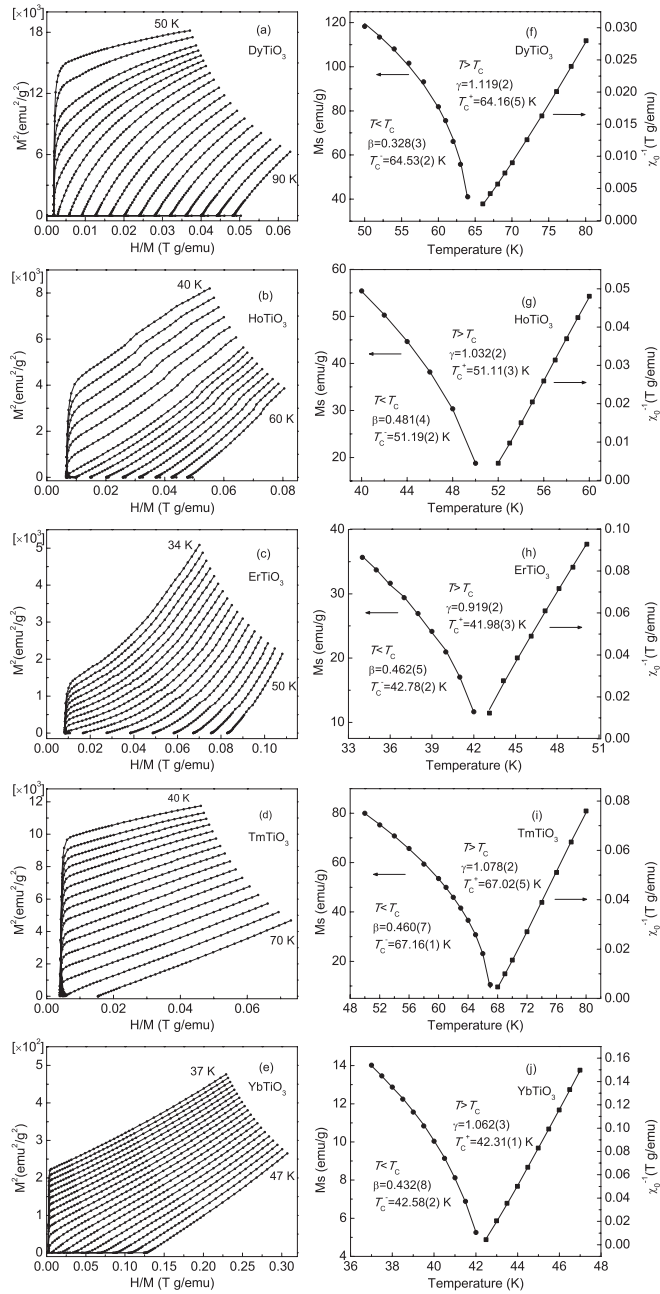 [×10³]
18
15
12
9
6
3
0
M²(emu²/g²)
50 K
(a)
DyTiO₃
90 K
0.00 0.01 0.02 0.03 0.04 0.05 0.06
H/M (T g/emu)
120
100
80
60
40
Ms (emu/g)
(f)
DyTiO₃
T>T_C
γ=1.119(2)
T_C⁺=64.16(5) K
T<T_C
β=0.328(3)
T_C⁻=64.53(2) K
0.030
0.025
0.020
0.015
0.010
0.005
0.000
χ₀⁻¹(T g/emu)
50 55 60 65 70 75 80
Temperature (K)
[×10³]
8
6
4
2
0
M²(emu²/g²)
40 K
(b)
HoTiO₃
60 K
0.00 0.02 0.04 0.06 0.08
H/M (T g/emu)
60
50
40
30
20
Ms (emu/g)
(g)
HoTiO₃
T>T_C
γ=1.032(2)
T_C⁺=51.11(3) K
T<T_C
β=0.481(4)
T_C⁻=51.19(2) K
0.05
0.04
0.03
0.02
0.01
0.00
χ₀⁻¹(T g/emu)
40 44 48 52 56 60
Temperature (K)
[×10³]
5
4
3
2
1
0
M²(emu²/g²)
34 K
(c)
ErTiO₃
50 K
0.00 0.02 0.04 0.06 0.08 0.10
H/M (T g/emu)
40
30
20
10
Ms (emu/g)
(h)
ErTiO₃
T>T_C
γ=0.919(2)
T_C⁺=41.98(3) K
T<T_C
β=0.462(5)
T_C⁻=42.78(2) K
0.10
0.08
0.06
0.04
0.02
0.00
χ₀⁻¹(T g/emu)
33 36 39 42 45 48 51
Temperature (K)
[×10³]
12
10
8
6
4
2
0
M²(emu²/g²)
40 K
(d)
TmTiO₃
70 K
0.00 0.02 0.04 0.06
H/M (T g/emu)
80
60
40
20
Ms (emu/g)
(i)
TmTiO₃
T>T_C
γ=1.078(2)
T_C⁺=67.02(5) K
T<T_C
β=0.460(7)
T_C⁻=67.16(1) K
0.08
0.06
0.04
0.02
0.00
χ₀⁻¹(T g/emu)
48 52 56 60 64 68 72 76 80
Temperature (K)
[×10²]
5
4
3
2
1
0
M²(emu²/g²)
37 K
(e)
YbTiO₃
47 K
0.00 0.05 0.10 0.15 0.20 0.25 0.30
H/M (T g/emu)
14
12
10
8
6
4
Ms (emu/g)
(j)
YbTiO₃
T>T_C
γ=1.062(3)
T_C⁺=42.31(1) K
T<T_C
β=0.432(8)
T_C⁻=42.58(2) K
0.15
0.12
0.09
0.06
0.03
0.00
χ₀⁻¹(T g/emu)
36 38 40 42 44 46 48
Temperature (K)